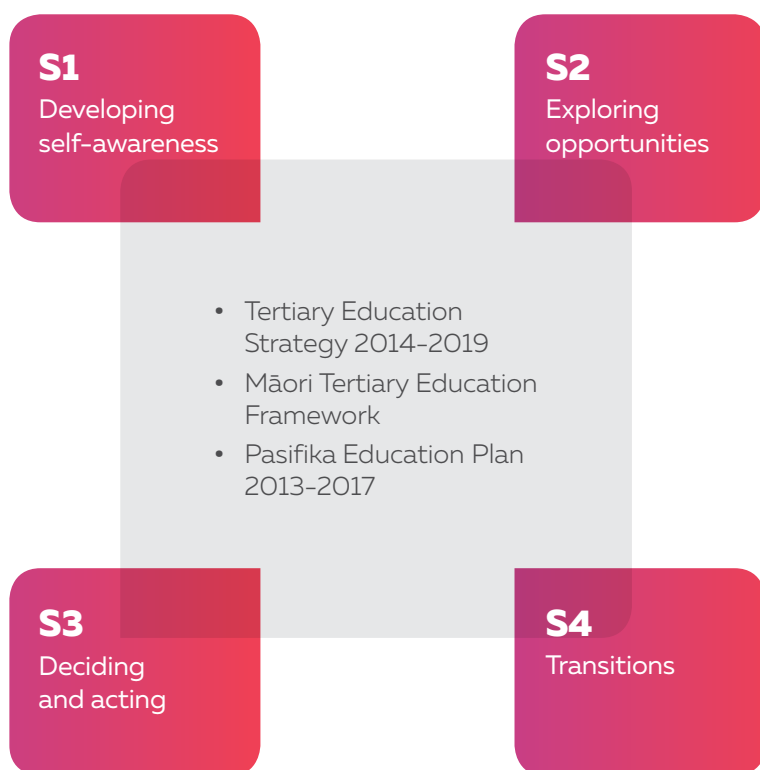 S1
Developing
self-awareness
S2
Exploring
opportunities
• Tertiary Education
Strategy 2014-2019
• Māori Tertiary Education
Framework
• Pasifika Education Plan
2013-2017
S3
Deciding
and acting
S4
Transitions